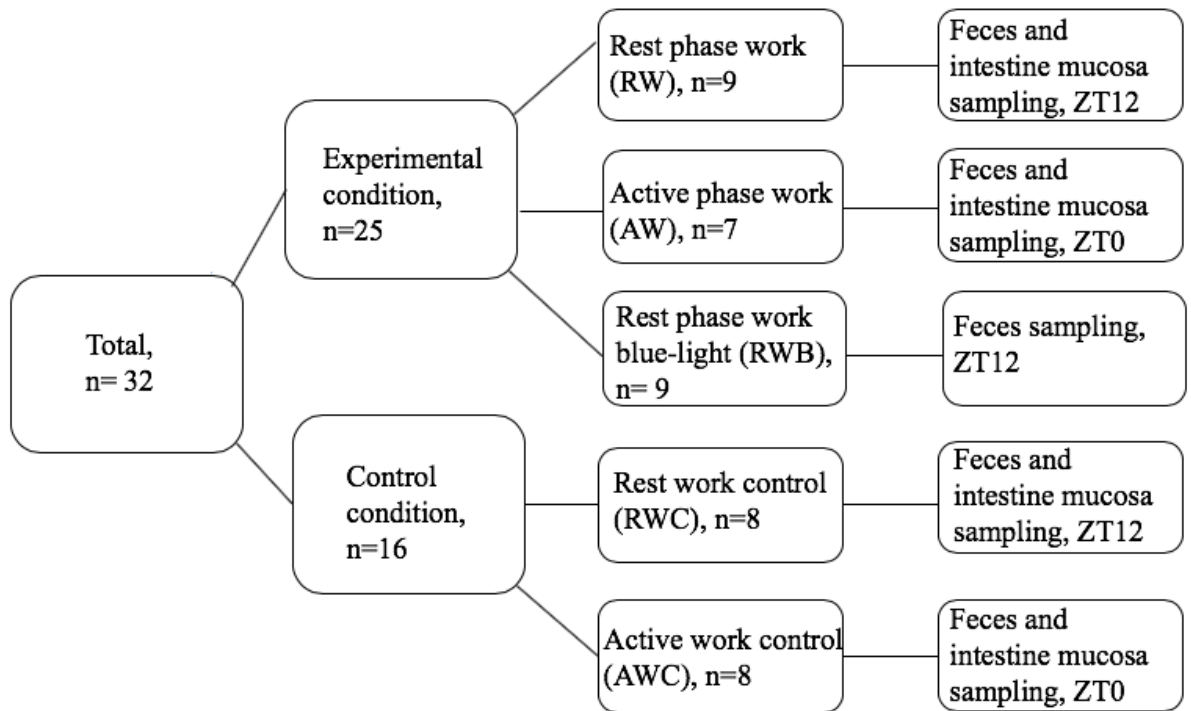 Total,
n= 32
Experimental
condition,
n=25
Control
condition,
n=16
Rest phase work
(RW), n=9
Active phase work
(AW), n=7
Rest phase work
blue-light (RWB),
n= 9
Rest work control
(RWC), n=8
Active work control
(AWC), n=8
Feces and
intestine mucosa
sampling, ZT12
Feces and
intestine mucosa
sampling, ZT0
Feces sampling,
ZT12
Feces and
intestine mucosa
sampling, ZT12
Feces and
intestine mucosa
sampling, ZT0